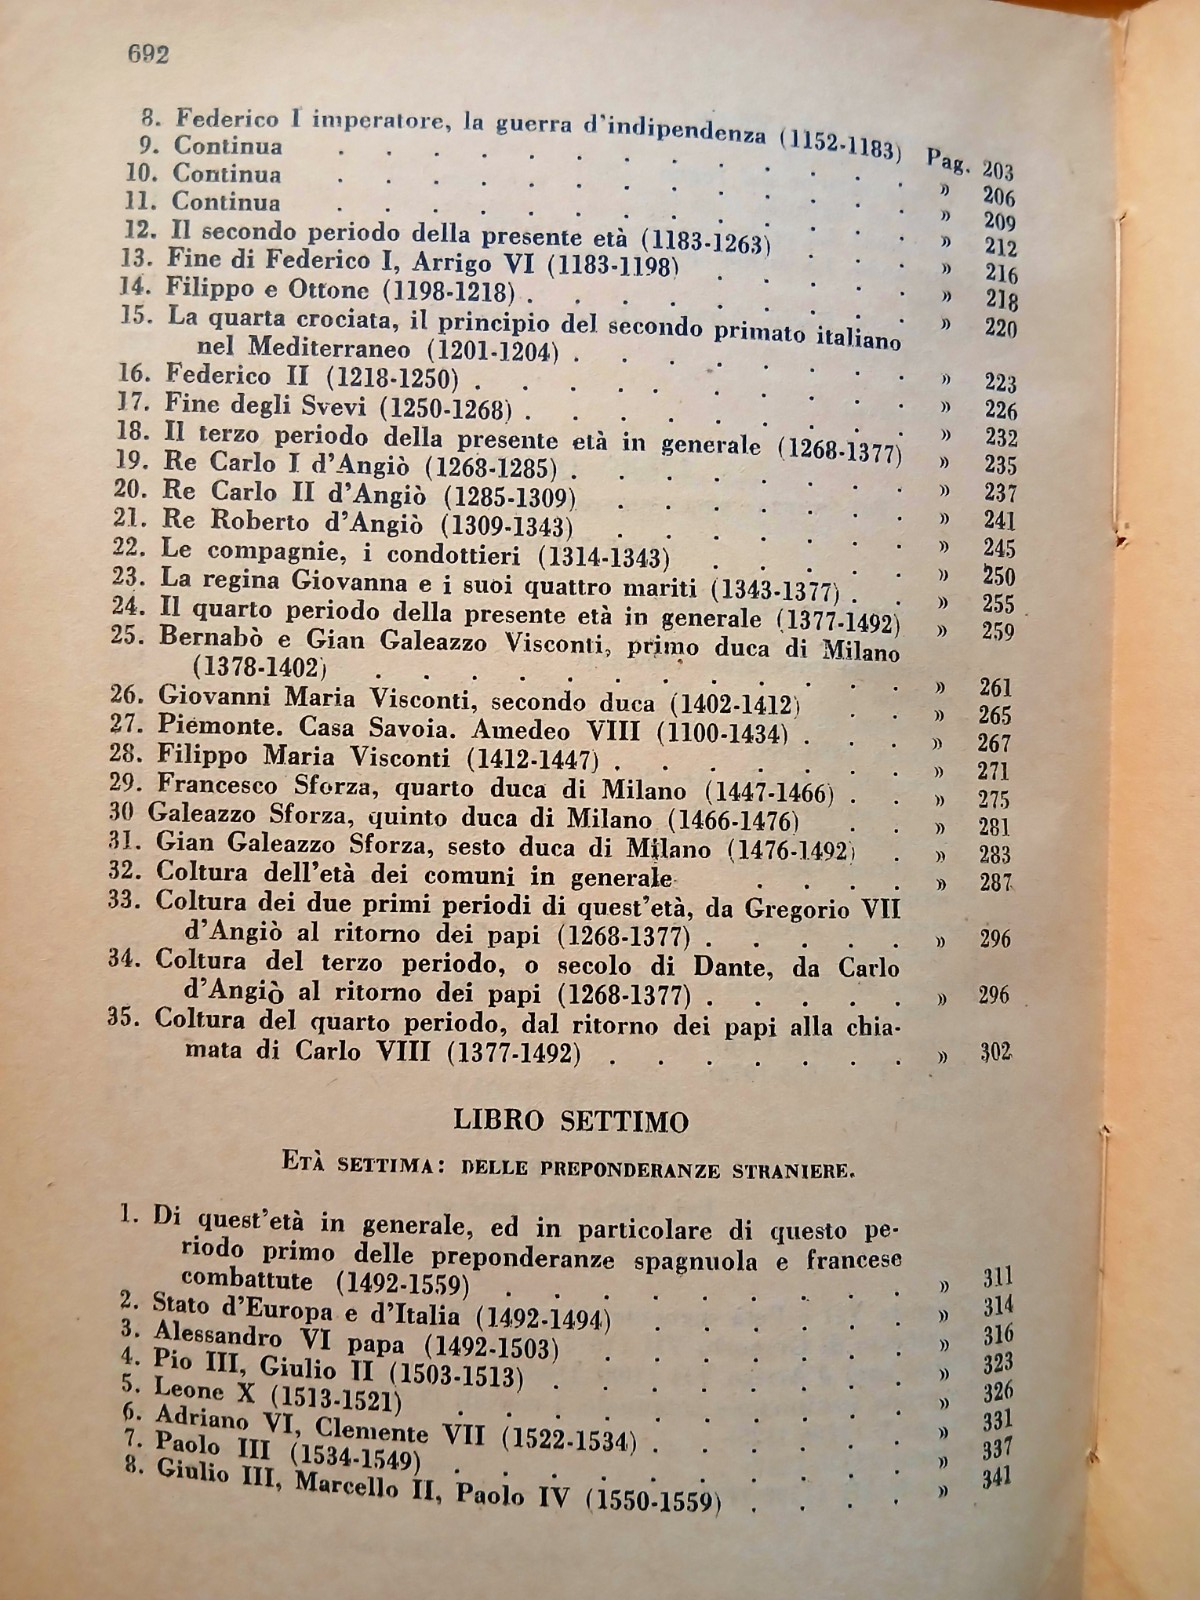 692
8. Federico I imperatore, la guerra d'indipendenza (1152-1183) Pag. 203
9. Continua . . . . . . . . . . . . » 206
10. Continua . . . . . . . . . . . . » 209
11. Continua . . . . . . . . . . . . » 212
12. Il secondo periodo della presente età (1183-1263) . . . » 216
13. Fine di Federico I, Arrigo VI (1183-1198) . . . . . » 218
14. Filippo e Ottone (1198-1218) . . . . . . . . . » 220
15. La quarta crociata, il principio del secondo primato italiano
nel Mediterraneo (1201-1204) . . . . . . . . » 223
16. Federico II (1218-1250) . . . . . . . . . . » 226
17. Fine degli Svevi (1250-1268) . . . . . . . . . » 232
18. Il terzo periodo della presente età in generale (1268-1377) » 235
19. Re Carlo I d'Angiò (1268-1285) . . . . . . . . » 237
20. Re Carlo II d'Angiò (1285-1309) . . . . . . . » 241
21. Re Roberto d'Angiò (1309-1343) . . . . . . . » 245
22. Le compagnie, i condottieri (1314-1343) . . . . . » 250
23. La regina Giovanna e i suoi quattro mariti (1343-1377) . . » 255
24. Il quarto periodo della presente età in generale (1377-1492) » 259
25. Bernabò e Gian Galeazzo Visconti, primo duca di Milano
(1378-1402) . . . . . . . . . . . . » 261
26. Giovanni Maria Visconti, secondo duca (1402-1412) . . » 265
27. Piemonte. Casa Savoia. Amedeo VIII (1100-1434) . . . » 267
28. Filippo Maria Visconti (1412-1447) . . . . . . . » 271
29. Francesco Sforza, quarto duca di Milano (1447-1466) . . » 275
30 Galeazzo Sforza, quinto duca di Milano (1466-1476) . . » 281
31. Gian Galeazzo Sforza, sesto duca di Milano (1476-1492) . » 283
32. Coltura dell'età dei comuni in generale . . . . » 287
33. Coltura dei due primi periodi di quest'età, da Gregorio VII
d'Angiò al ritorno dei papi (1268-1377) . . . . . » 296
34. Coltura del terzo periodo, o secolo di Dante, da Carlo
d'Angiò al ritorno dei papi (1268-1377) . . . . . » 296
35. Coltura del quarto periodo, dal ritorno dei papi alla chia-
mata di Carlo VIII (1377-1492) . . . . . . . » 302
LIBRO SETTIMO
ETÀ SETTIMA: DELLE PREPONDERANZE STRANIERE.
1. Di quest'età in generale, ed in particolare di questo pe-
riodo primo delle preponderanze spagnuola e francese
combattute (1492-1559) . . . . . . . . . » 311
2. Stato d'Europa e d'Italia (1492-1494) . . . . . . » 314
3. Alessandro VI papa (1492-1503) . . . . . . . » 316
4. Pio III, Giulio II (1503-1513) . . . . . . . . » 323
5. Leone X (1513-1521) . . . . . . . . . . » 326
6. Adriano VI, Clemente VII (1522-1534) . . . . . . » 331
7. Paolo III (1534-1549) . . . . . . . . . . » 337
8. Giulio III, Marcello II, Paolo IV (1550-1559) . . . . » 341